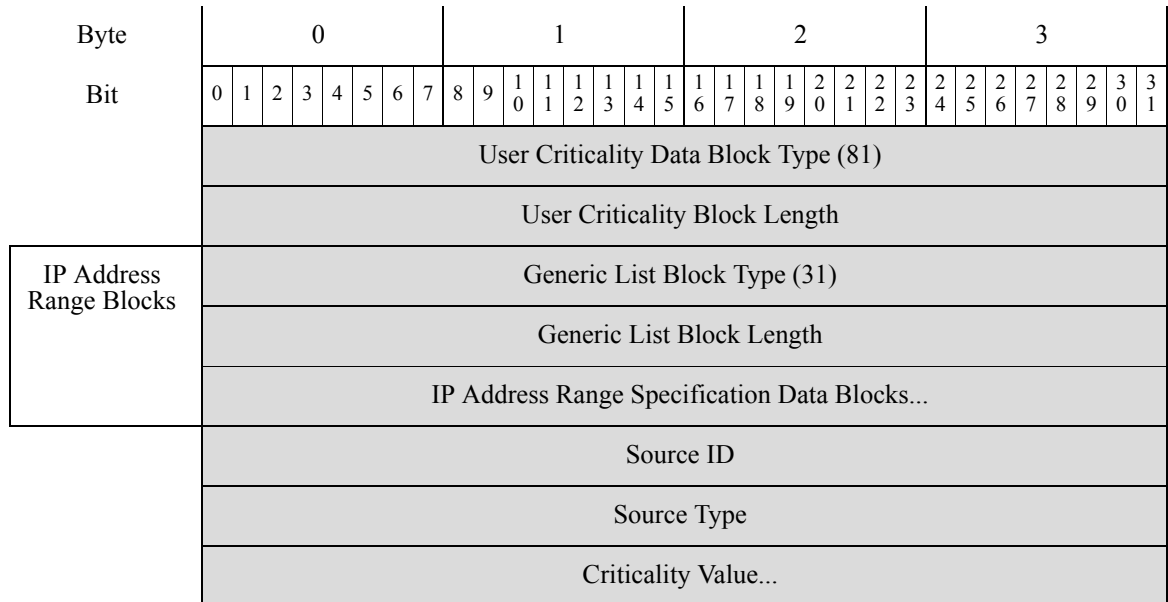 Byte 0 1 2 3
Bit 0 1 2 3 4 5 6 7 8 9 10 11 12 13 14 15 16 17 18 19 20 21 22 23 24 25 26 27 28 29 30 31
User Criticality Data Block Type (81)
User Criticality Block Length
IP Address
Range Blocks
Generic List Block Type (31)
Generic List Block Length
IP Address Range Specification Data Blocks...
Source ID
Source Type
Criticality Value...